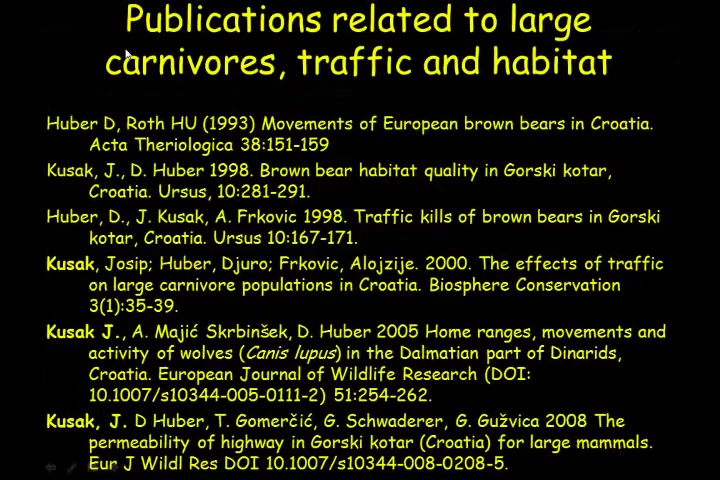 Publications related to large
carnivores, traffic and habitat
Huber D, Roth HU (1993) Movements of European brown bears in Croatia.
Acta Theriologica 38:151-159
Kusak, J., D. Huber 1998. Brown bear habitat quality in Gorski kotar,
Croatia. Ursus, 10:281-291.
Huber, D., J. Kusak, A. Frkovic 1998. Traffic kills of brown bears in Gorski
kotar, Croatia. Ursus 10:167-171.
Kusak, Josip; Huber, Djuro; Frkovic, Alojzije. 2000. The effects of traffic
on large carnivore populations in Croatia. Biosphere Conservation
3(1):35-39.
Kusak J., A. Majić Skrbinšek, D. Huber 2005 Home ranges, movements and
activity of wolves (Canis lupus) in the Dalmatian part of Dinarids,
Croatia. European Journal of Wildlife Research (DOI:
10.1007/s10344-005-0111-2) 51:254-262.
Kusak, J. D Huber, T. Gomerčić, G. Schwaderer, G. Gužvica 2008 The
permeability of highway in Gorski kotar (Croatia) for large mammals.
Eur J Wildl Res DOI 10.1007/s10344-008-0208-5.